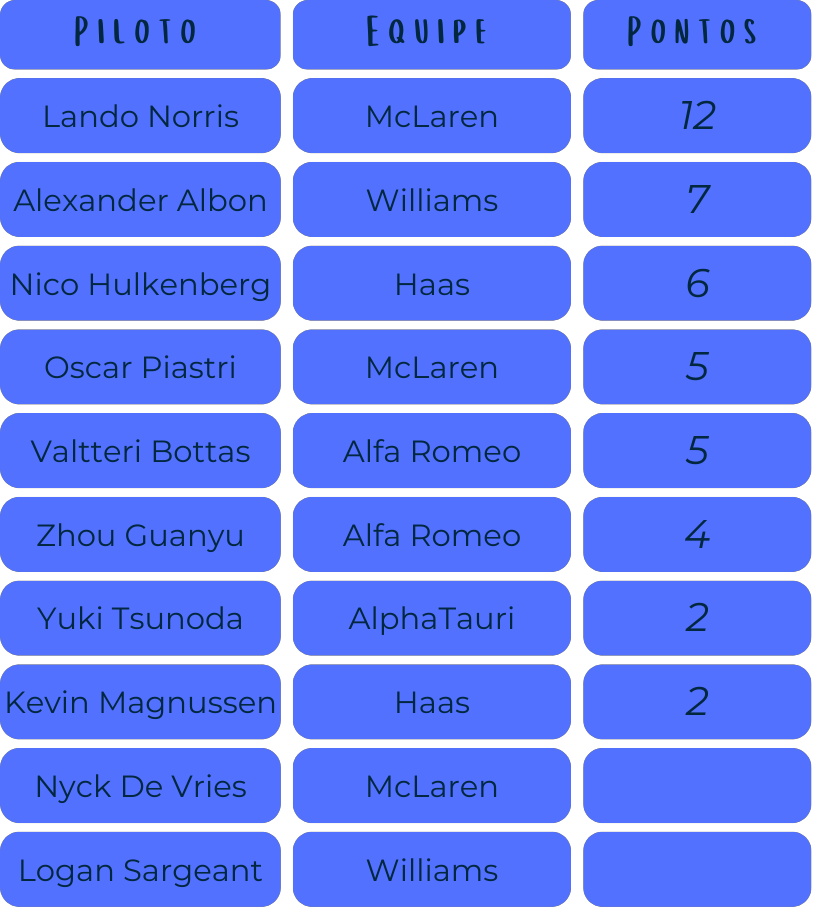 Piloto Equipe Pontos
Lando Norris McLaren 12
Alexander Albon Williams 7
Nico Hulkenberg Haas 6
Oscar Piastri McLaren 5
Valtteri Bottas Alfa Romeo 5
Zhou Guanyu Alfa Romeo 4
Yuki Tsunoda AlphaTauri 2
Kevin Magnussen Haas 2
Nyck De Vries McLaren
Logan Sargeant Williams